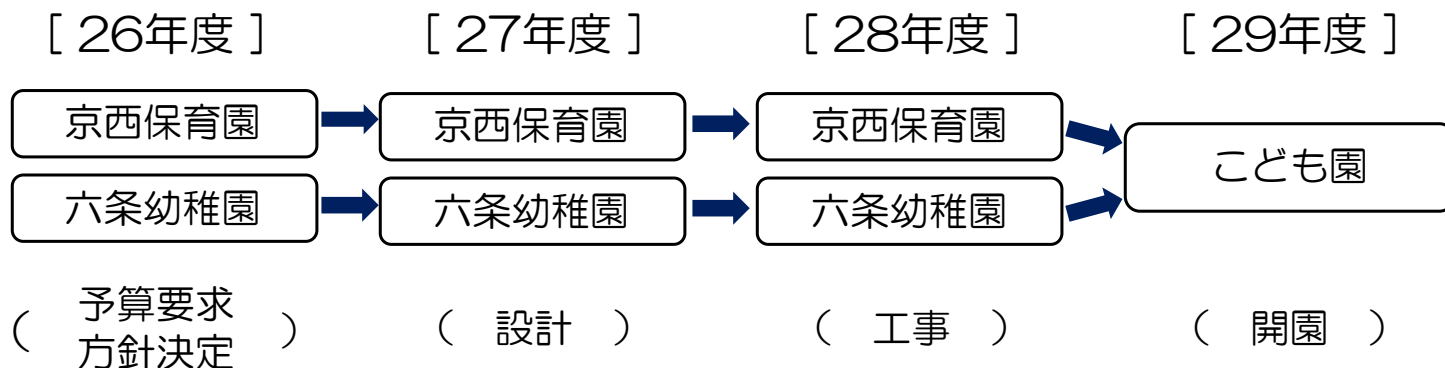 [ 26年度 ] [ 27年度 ] [ 28年度 ] [ 29年度 ]
京西保育園 京西保育園 京西保育園
こども園
六条幼稚園 六条幼稚園 六条幼稚園
( 予算要求 方針決定 ) ( 設計 ) ( 工事 ) ( 開園 )